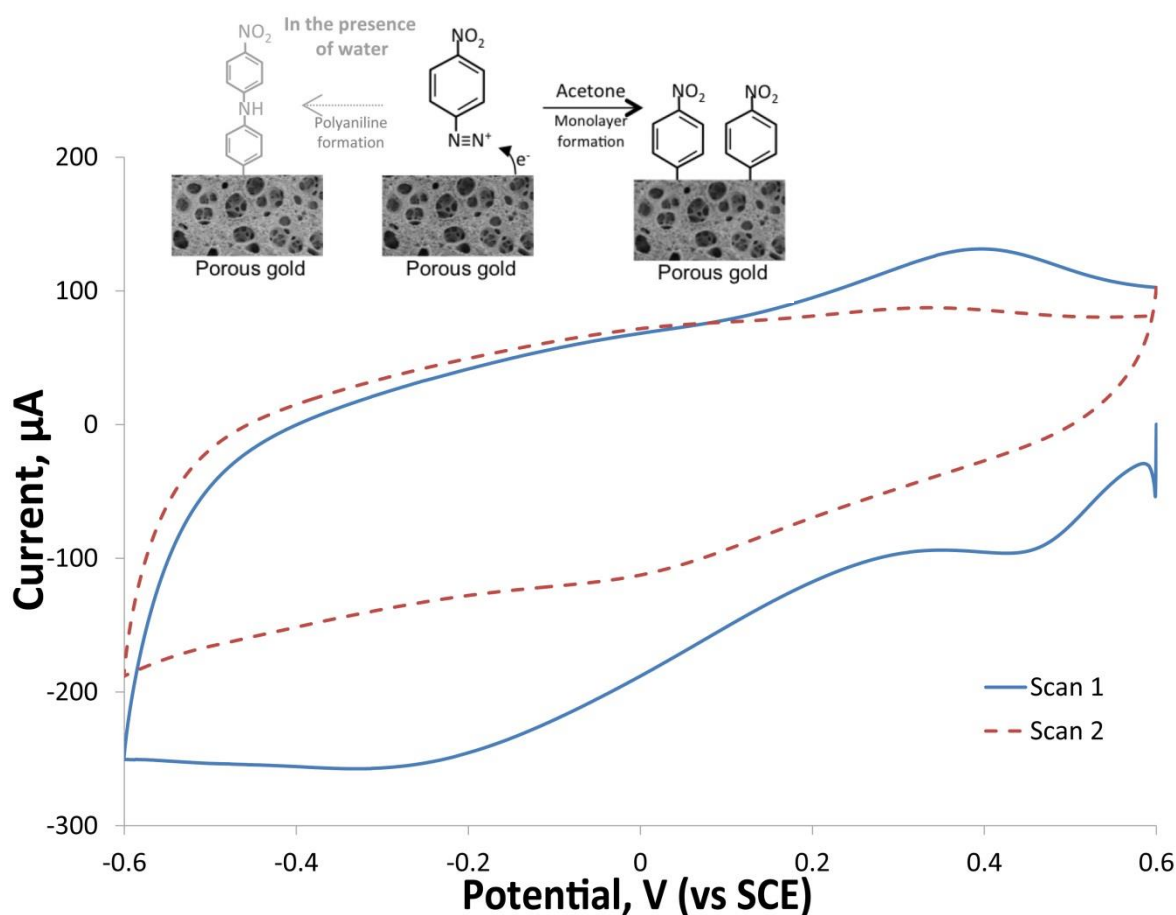 NO₂
In the presence
of water
NO₂
NH
Polyaniline
formation
N≡N⁺
e⁻
Acetone
Monolayer
formation
NO₂
NO₂
Porous gold
Porous gold
Porous gold
200
100
0
-100
-200
-300
Current, µA
-0.6
-0.4
-0.2
0
0.2
0.4
0.6
Potential, V (vs SCE)
Scan 1
Scan 2